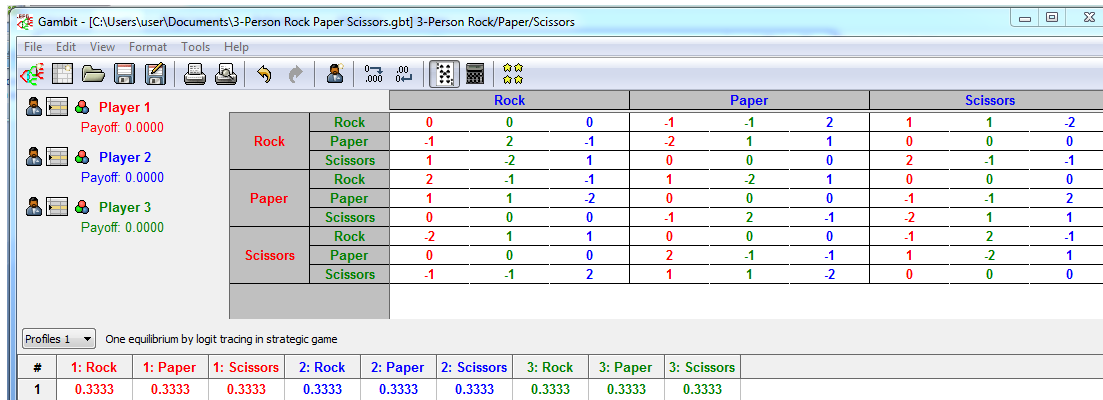 Gambit - [C:\Users\user\Documents\3-Person Rock Paper Scissors.gbt] 3-Person Rock/Paper/Scissors
File Edit View Format Tools Help
Player 1
Payoff: 0.0000
Player 2
Payoff: 0.0000
Player 3
Payoff: 0.0000
Rock Paper Scissors
Rock Rock 0 0 0 -1 -1 2 1 1 -2
Paper -1 2 -1 -2 1 1 0 0 0
Scissors 1 -2 1 0 0 0 2 -1 -1
Paper Rock 2 -1 -1 1 -2 1 0 0 0
Paper 1 1 -2 0 0 0 -1 -1 2
Scissors 0 0 0 -1 2 -1 -2 1 1
Scissors Rock -2 1 1 0 0 0 -1 2 -1
Paper 0 0 0 2 -1 -1 1 -2 1
Scissors -1 -1 2 1 1 -2 0 0 0
Profiles 1 One equilibrium by logit tracing in strategic game
# 1: Rock 1: Paper 1: Scissors 2: Rock 2: Paper 2: Scissors 3: Rock 3: Paper 3: Scissors
1 0.3333 0.3333 0.3333 0.3333 0.3333 0.3333 0.3333 0.3333 0.3333